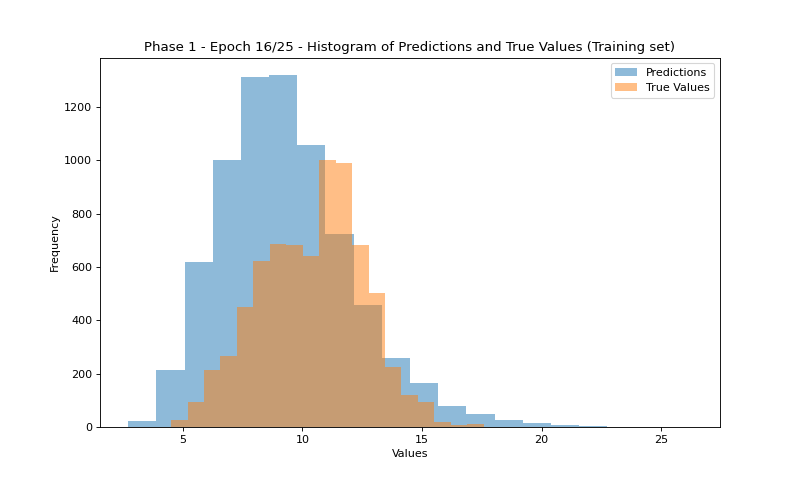 Phase 1 - Epoch 16/25 - Histogram of Predictions and True Values (Training set)
Predictions
True Values
1200
1000
800
600
400
200
0
Frequency
5 10 15 20 25
Values